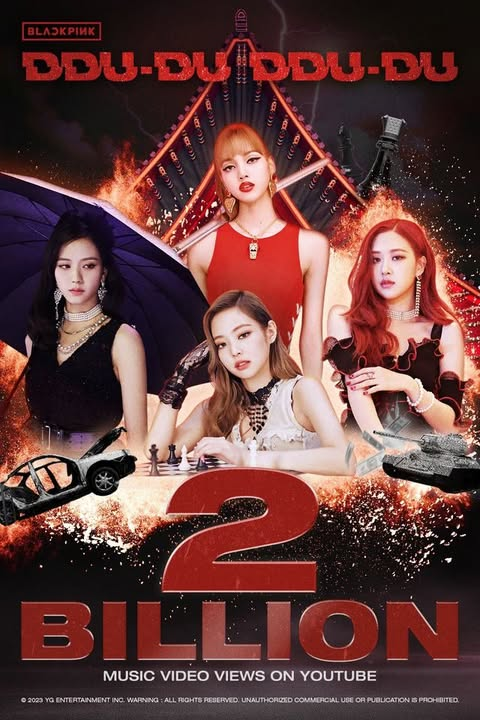 BLACKPINK
DDU-DU DDU-DU
2
BILLION
MUSIC VIDEO VIEWS ON YOUTUBE
© 2023 YG ENTERTAINMENT INC. WARNING : ALL RIGHTS RESERVED. UNAUTHORIZED COMMERCIAL USE OR PUBLICATION IS PROHIBITED.